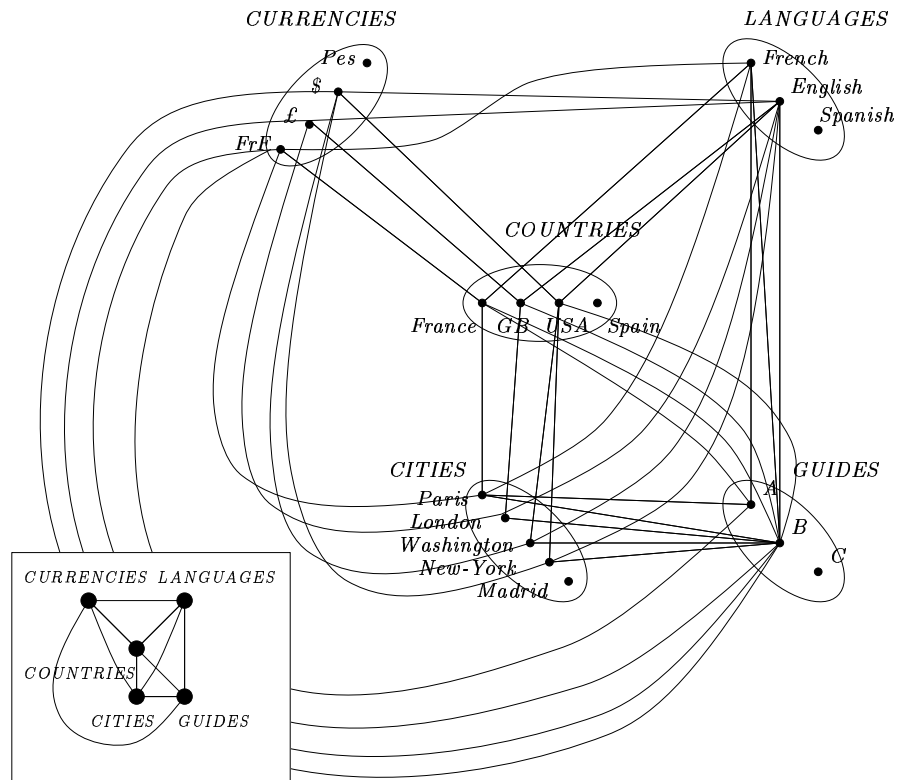 CURRENCIES
LANGUAGES
Pes
French
$
English
£
Spanish
FrF
COUNTRIES
France
GB
USA
Spain
CITIES
GUIDES
Paris
A
London
B
Washington
C
New-York
Madrid
CURRENCIES
LANGUAGES
COUNTRIES
CITIES
GUIDES